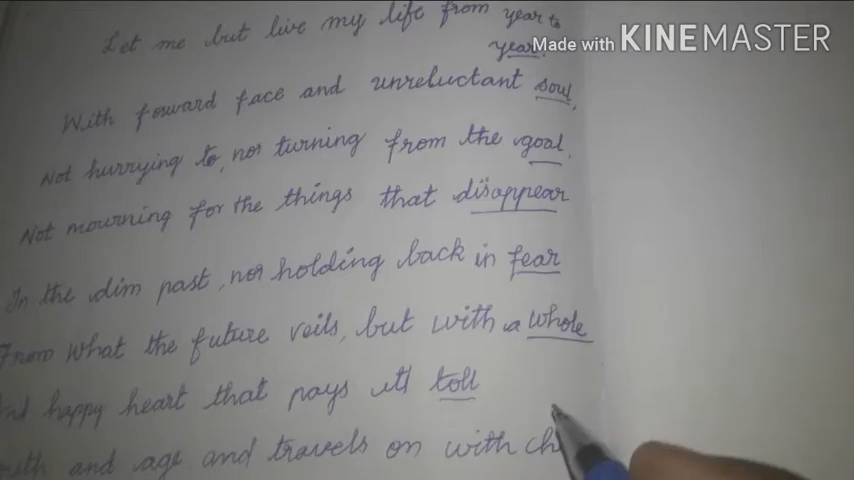 Let me but live my life from year to
year.
Made with KINEMASTER
With forward face and unreluctant soul,
Not hurrying to, nor turning from the goal.
Not mourning for the things that disappear
In the dim past, nor holding back in fear
From what the future veils, but with a whole
And happy heart that pays its toll
and age and travels on with ch